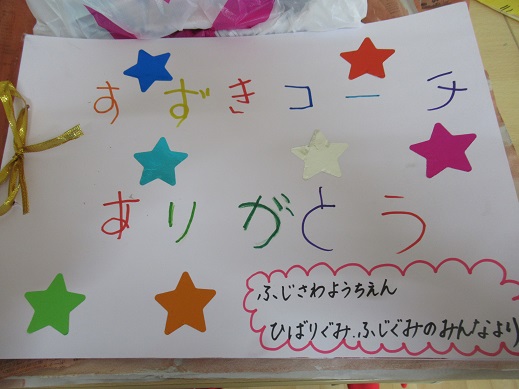 すずきコーチ
ありがとう
ふじさわようちえん
ひばりぐみ.ふじぐみのみんなより